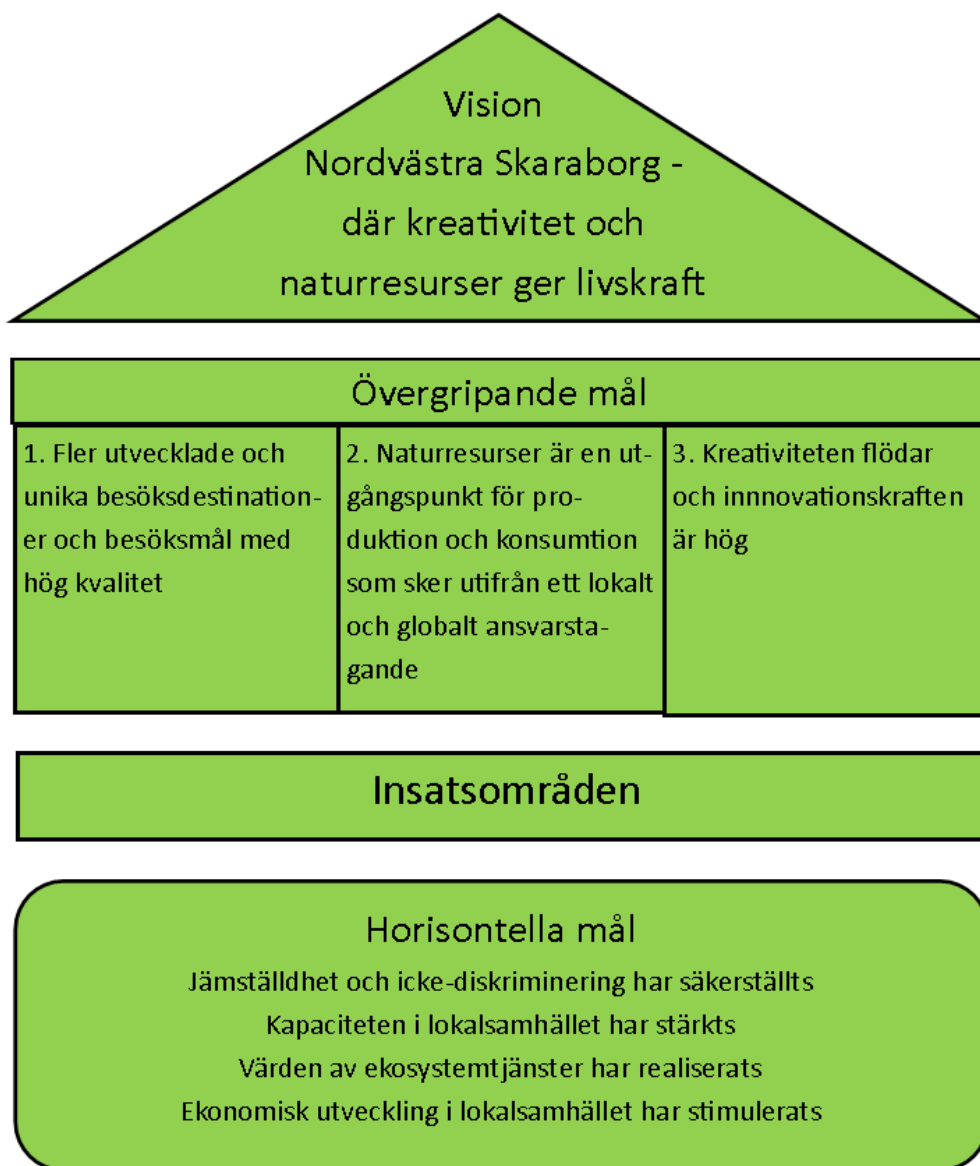 Vision
Nordvästra Skaraborg -
där kreativitet och
naturresurser ger livskraft
Övergripande mål
1. Fler utvecklade och
unika besöksdestination-
er och besöksmål med
hög kvalitet
2. Naturresurser är en ut-
gångspunkt för pro-
duktion och konsumtion
som sker utifrån ett lokalt
och globalt ansvarsta-
gande
3. Kreativiteten flödar
och innnovationskraften
är hög
Insatsområden
Horisontella mål
Jämställdhet och icke-diskriminering har säkerställts
Kapaciteten i lokalsamhället har stärkts
Värden av ekosystemtjänster har realiserats
Ekonomisk utveckling i lokalsamhället har stimulerats